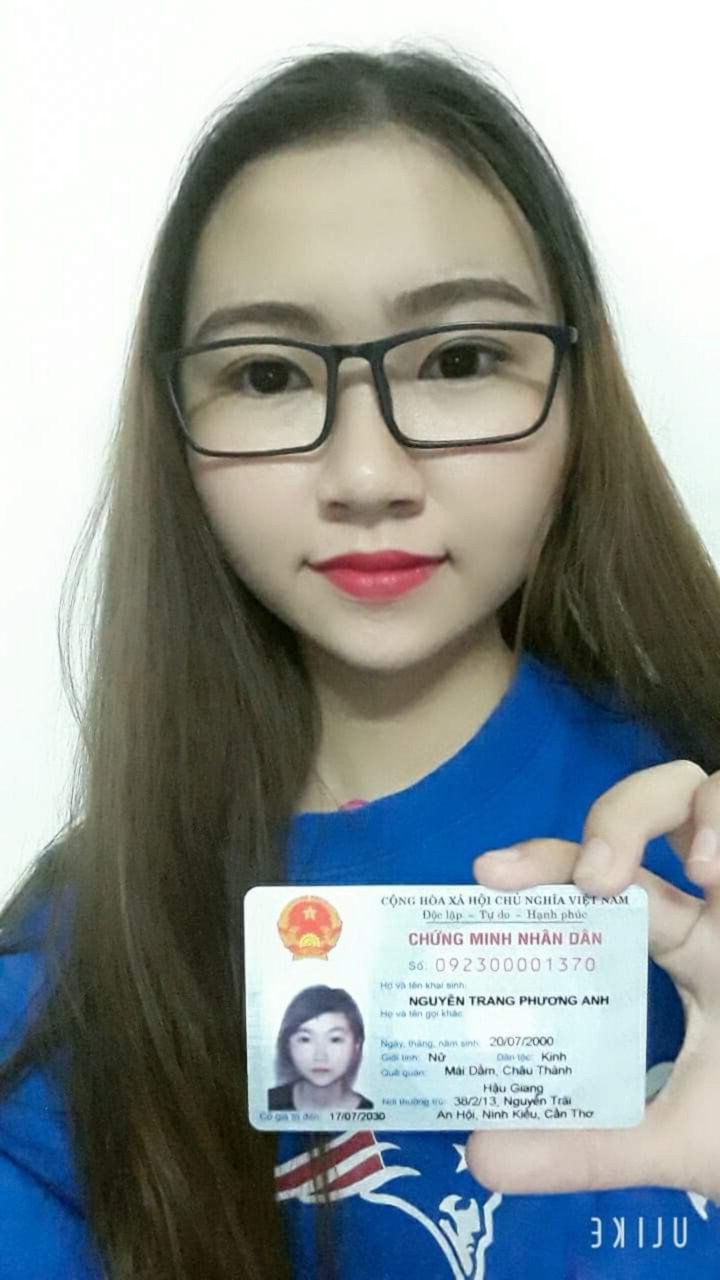 CỘNG HÒA XÃ HỘI CHỦ NGHĨA VIỆT NAM
Độc lập - Tự do - Hạnh phúc
CHỨNG MINH NHÂN DÂN
Số: 092300001370
Họ và tên khai sinh:
NGUYỄN TRANG PHƯƠNG ANH
Họ và tên gọi khác:
Ngày, tháng, năm sinh: 20/07/2000
Giới tính: Nữ Dân tộc: Kinh
Quê quán: Mái Dầm, Châu Thành
Hậu Giang
Nơi thường trú: 38/2/13, Nguyễn Trãi
An Hội, Ninh Kiều, Cần Thơ
Có giá trị đến: 17/07/2030
ULIKE